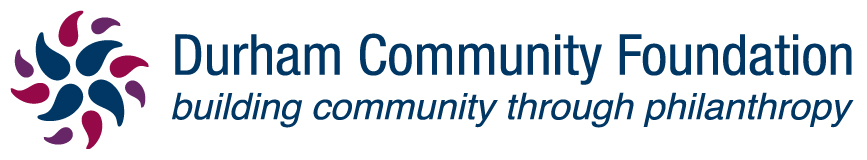 Durham Community Foundation
building community through philanthropy